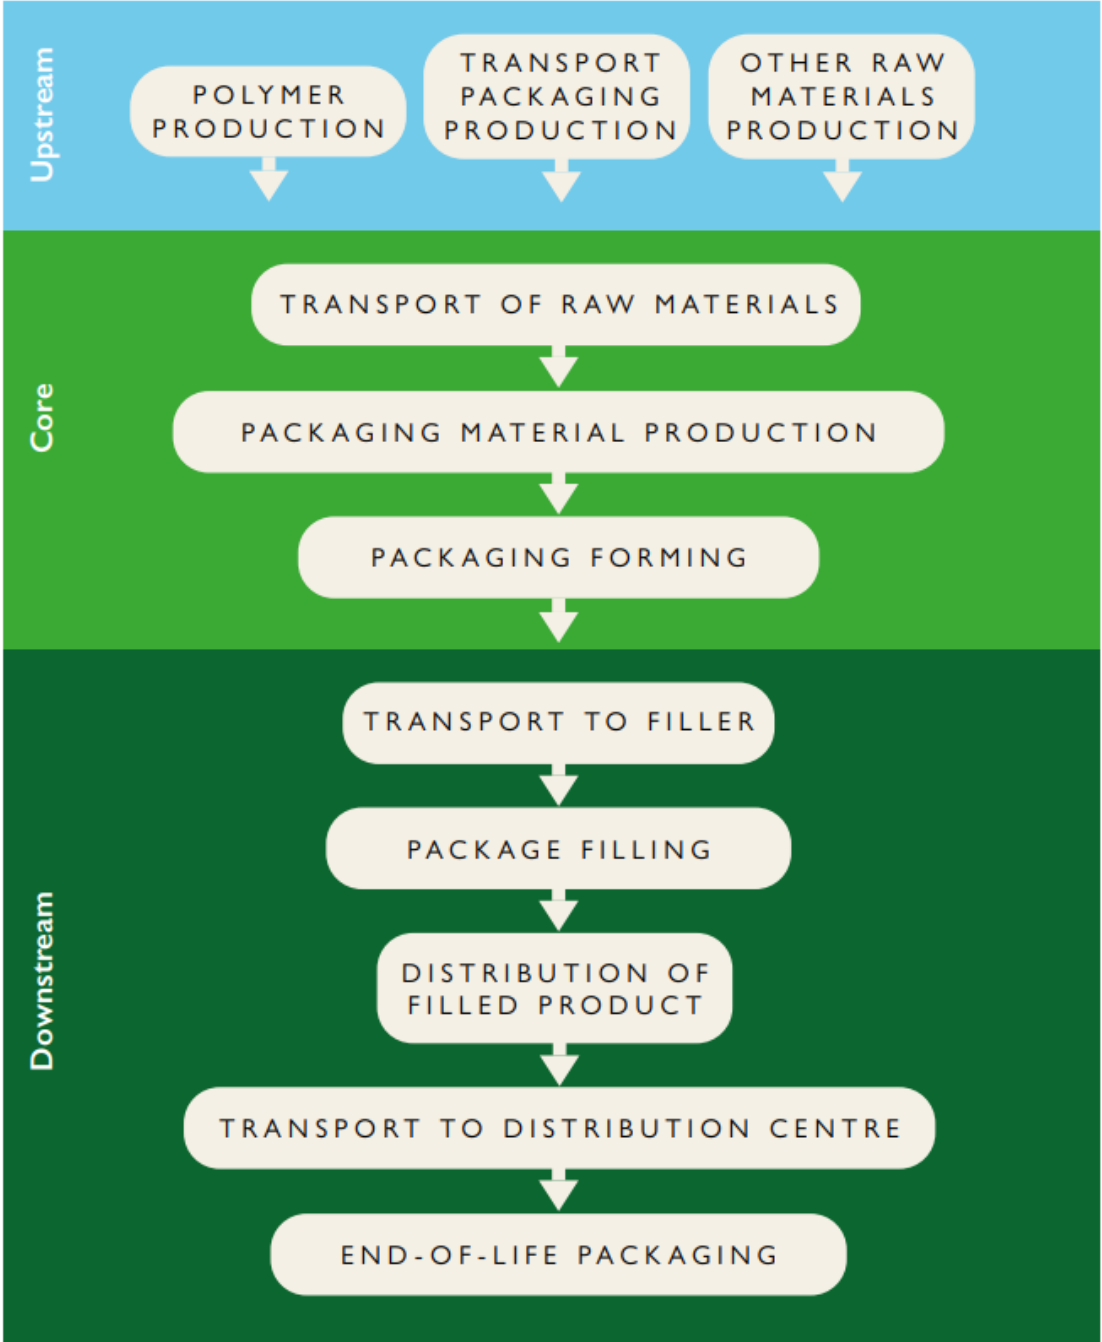 Upstream
POLYMER
PRODUCTION
TRANSPORT
PACKAGING
PRODUCTION
OTHER RAW
MATERIALS
PRODUCTION
Core
TRANSPORT OF RAW MATERIALS
PACKAGING MATERIAL PRODUCTION
PACKAGING FORMING
Downstream
TRANSPORT TO FILLER
PACKAGE FILLING
DISTRIBUTION OF
FILLED PRODUCT
TRANSPORT TO DISTRIBUTION CENTRE
END-OF-LIFE PACKAGING